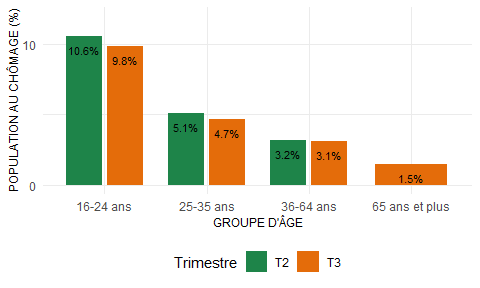 POPULATION AU CHÔMAGE (%)
10
0
10.6%
9.8%
5.1%
4.7%
3.2%
3.1%
1.5%
16-24 ans
25-35 ans
36-64 ans
65 ans et plus
GROUPE D'ÂGE
Trimestre T2 T3